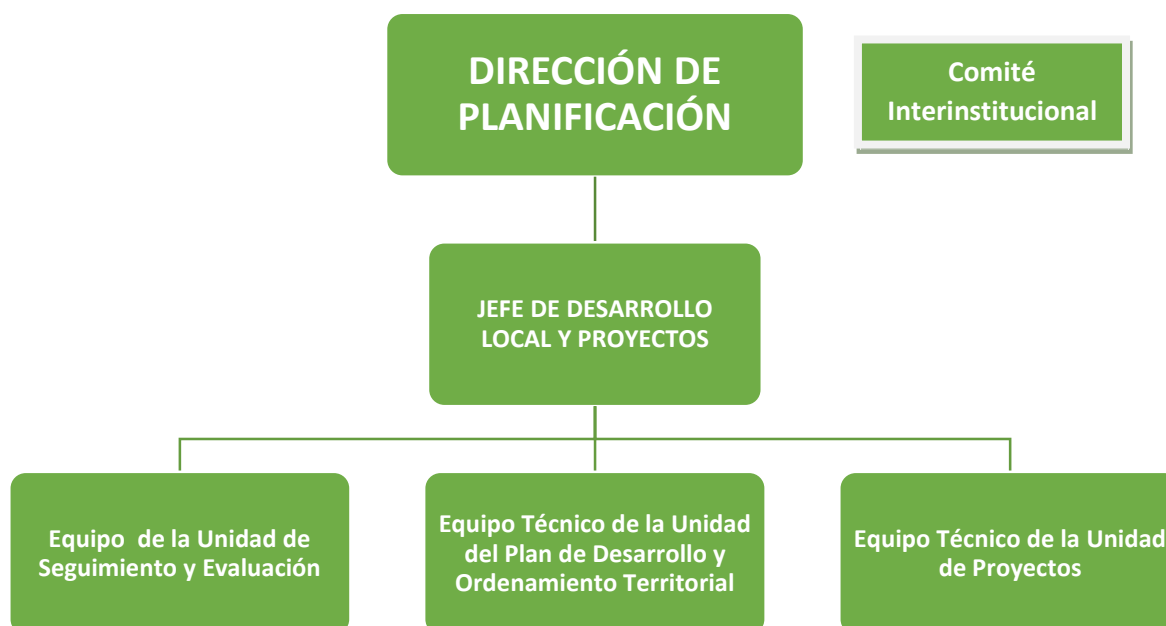 DIRECCIÓN DE
PLANIFICACIÓN
Comité
Interinstitucional
JEFE DE DESARROLLO
LOCAL Y PROYECTOS
Equipo de la Unidad de
Seguimiento y Evaluación
Equipo Técnico de la Unidad
del Plan de Desarrollo y
Ordenamiento Territorial
Equipo Técnico de la Unidad
de Proyectos